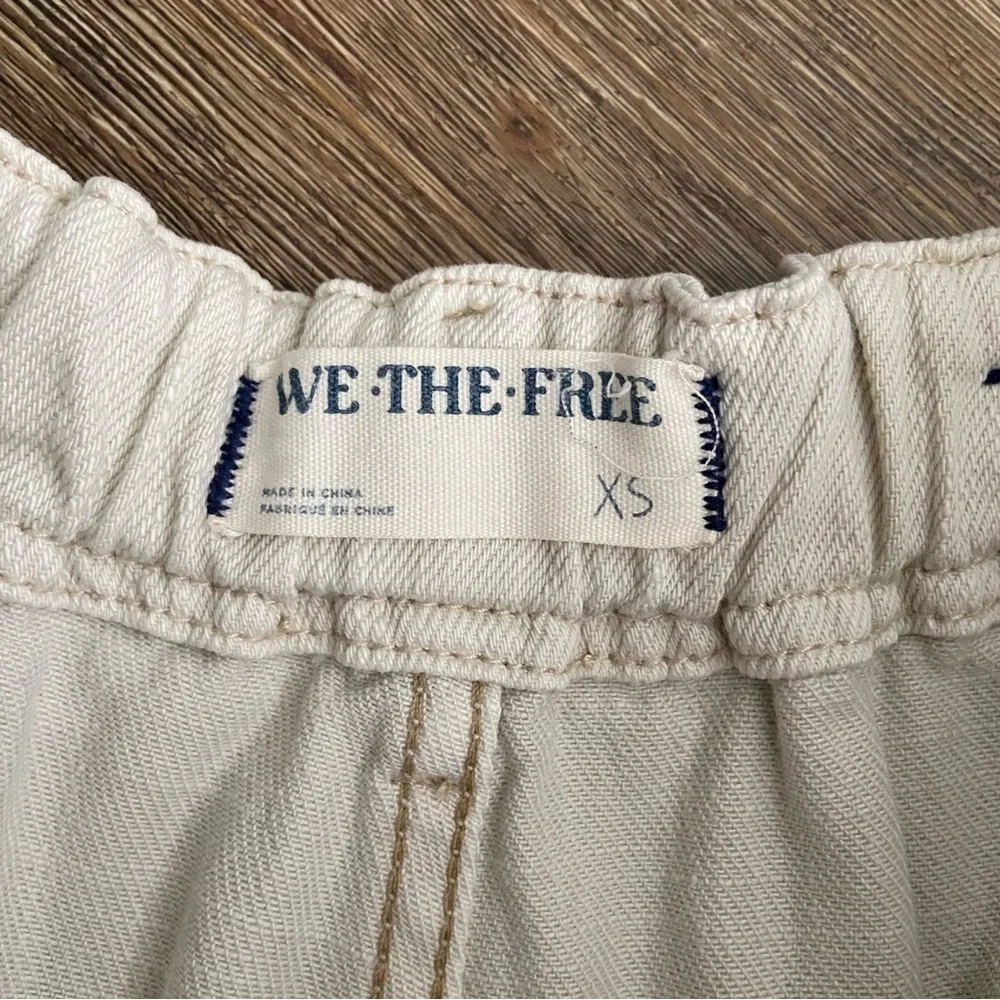 WE·THE·FREE
XS
MADE IN CHINA
FABRIQUÉ EN CHINE